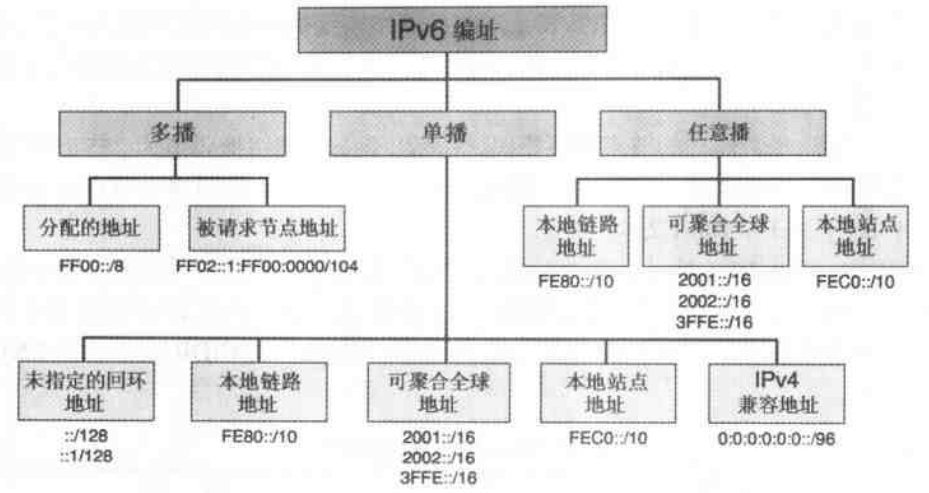 IPv6 编址
多播
单播
任意播
分配的地址
FF00::/8
被请求节点地址
FF02::1:FF00:0000/104
本地链路
地址
FE80::/10
可聚合全球
地址
2001::/16
2002::/16
3FFE::/16
本地站点
地址
FEC0::/10
未指定的回环
地址
::/128
::1/128
本地链路
地址
FE80::/10
可聚合全球
地址
2001::/16
2002::/16
3FFE::/16
本地站点
地址
FEC0::/10
IPv4
兼容地址
0:0:0:0:0:0::/96